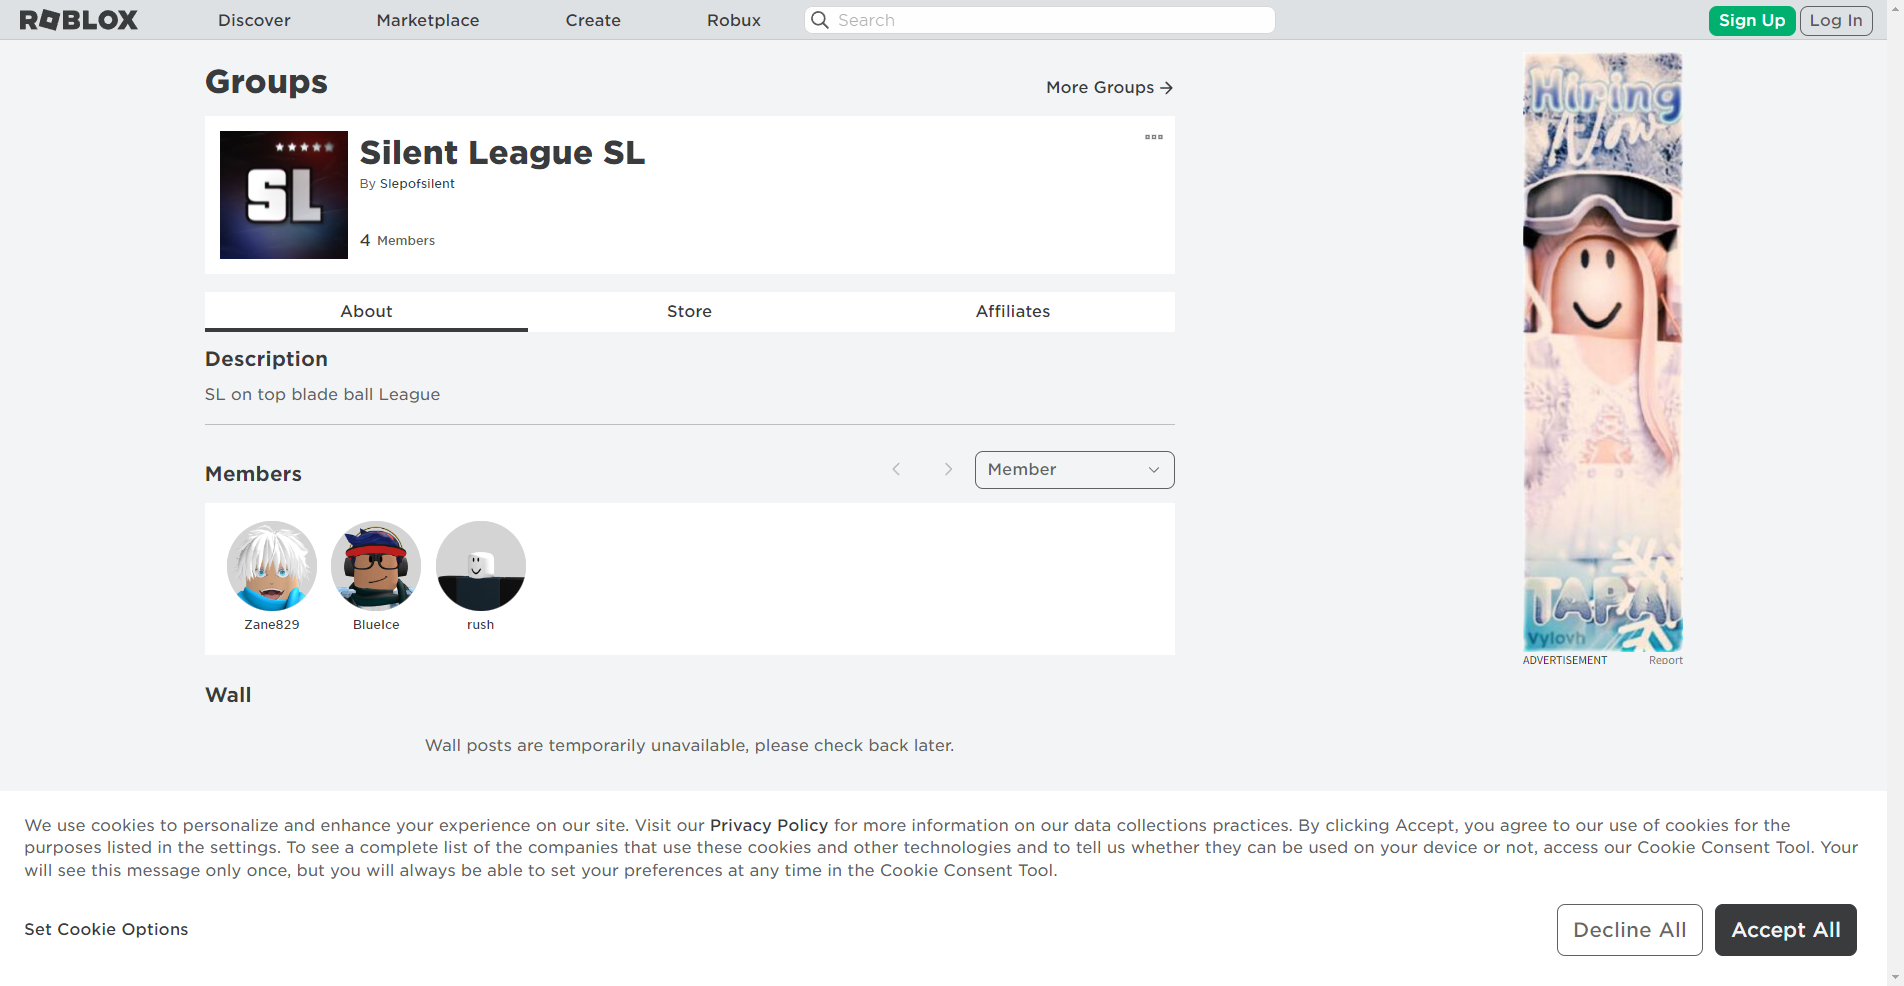 ROBLOX
Discover
Marketplace
Create
Robux
Search
Sign Up
Log In
Groups
More Groups
SL
Silent League SL
By Slepofsilent
4 Members
About
Store
Affiliates
Description
SL on top blade ball League
Members
Member
Zane829
BlueIce
rush
Wall
Wall posts are temporarily unavailable, please check back later.
Hiring
Now
TAPA
Vylovh
ADVERTISEMENT
Report
We use cookies to personalize and enhance your experience on our site. Visit our Privacy Policy for more information on our data collections practices. By clicking Accept, you agree to our use of cookies for the
purposes listed in the settings. To see a complete list of the companies that use these cookies and other technologies and to tell us whether they can be used on your device or not, access our Cookie Consent Tool. Your
will see this message only once, but you will always be able to set your preferences at any time in the Cookie Consent Tool.
Set Cookie Options
Decline All
Accept All